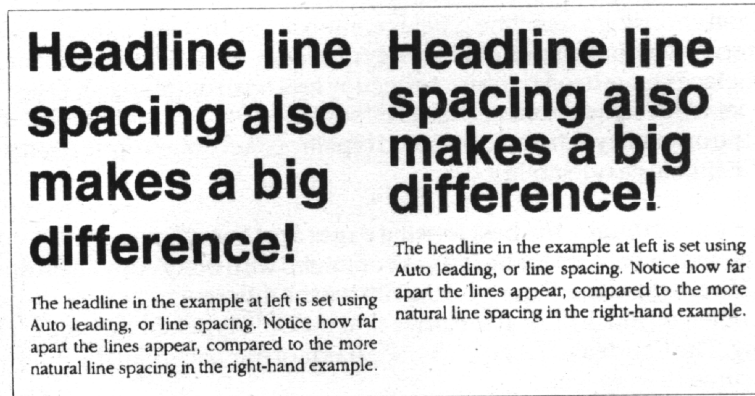 Headline line
spacing also
makes a big
difference!
The headline in the example at left is set using
Auto leading, or line spacing. Notice how far
apart the lines appear, compared to the more
natural line spacing in the right-hand example.
Headline line
spacing also
makes a big
difference!
The headline in the example at left is set using
Auto leading, or line spacing. Notice how far
apart the lines appear, compared to the more
natural line spacing in the right-hand example.